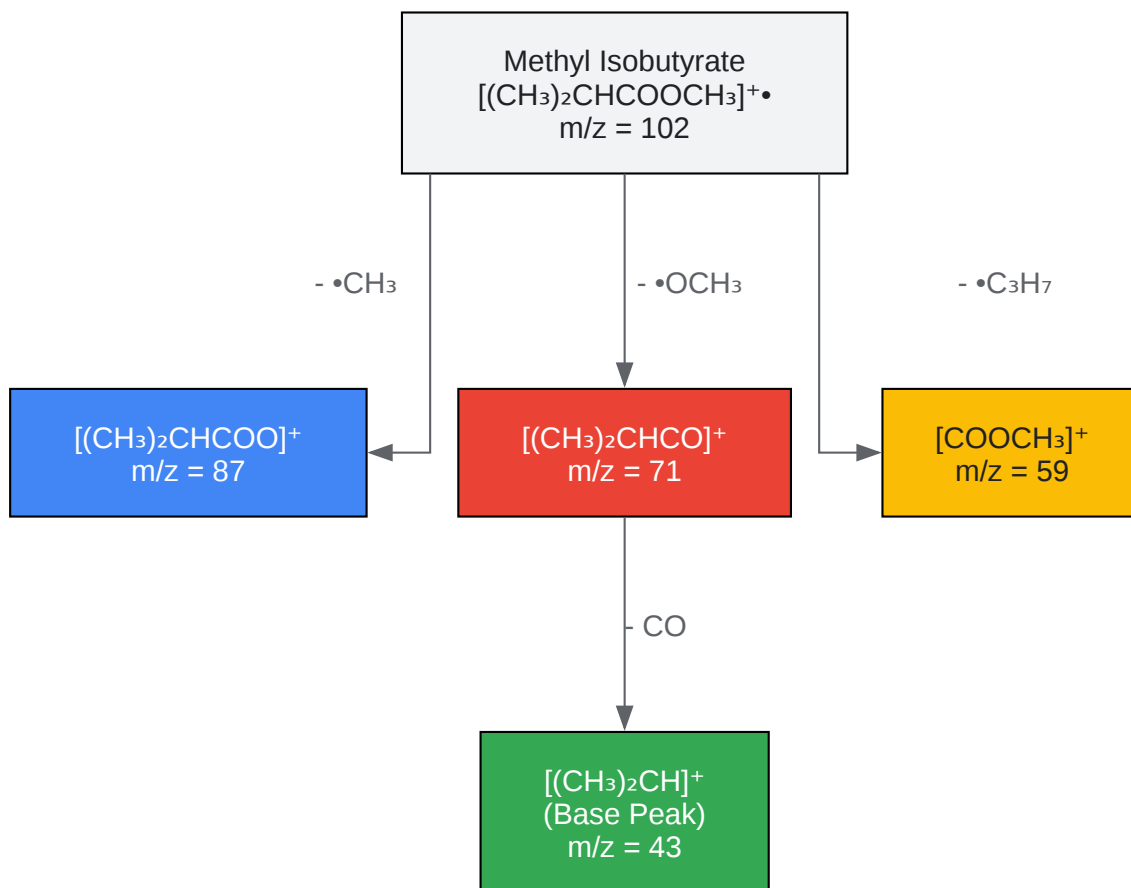 Methyl Isobutyrate
[(CH₃)₂CHCOOCH₃]⁺•
m/z = 102
- •CH₃
- •OCH₃
- •C₃H₇
[(CH₃)₂CHCOO]⁺
m/z = 87
[(CH₃)₂CHCO]⁺
m/z = 71
[COOCH₃]⁺
m/z = 59
- CO
[(CH₃)₂CH]⁺
(Base Peak)
m/z = 43